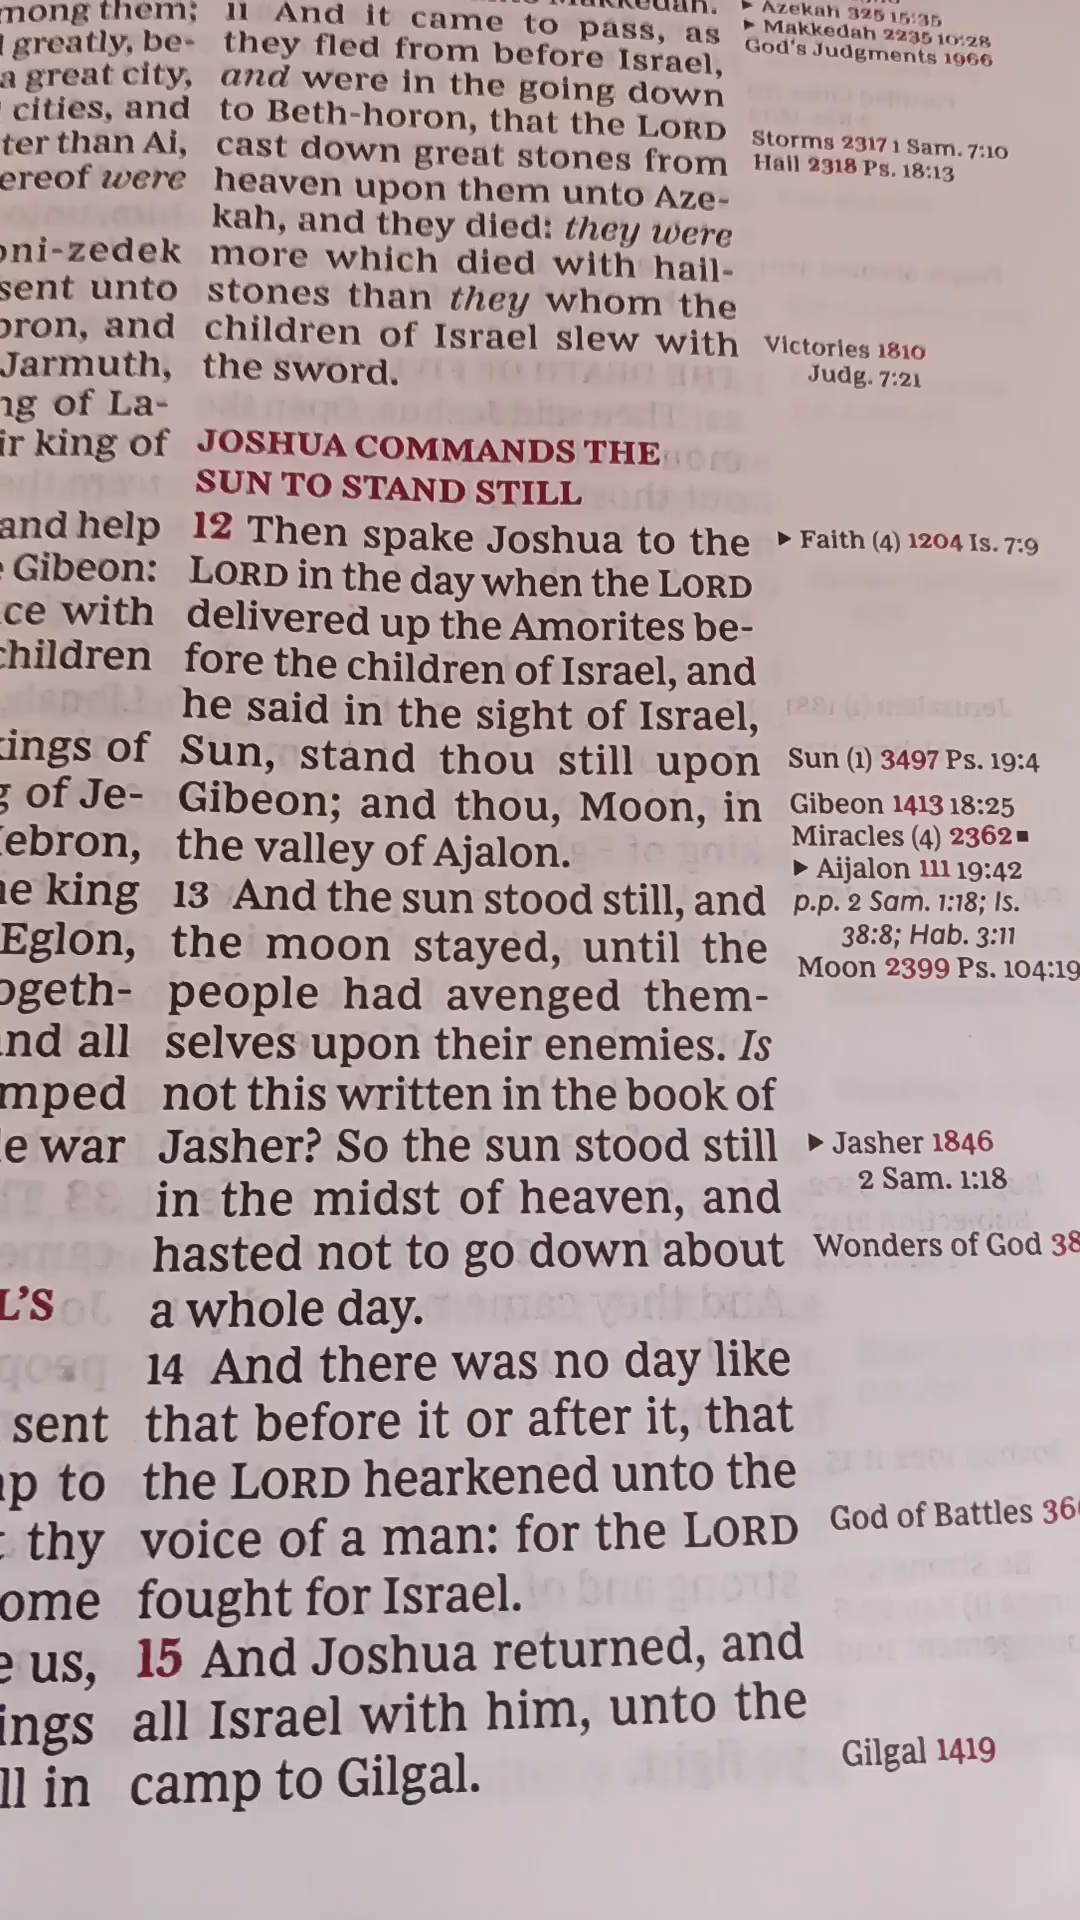 mong them;
greatly, be-
a great city,
cities, and
ter than Ai,
ereof were
oni-zedek
sent unto
bron, and
Jarmuth,
ng of La-
ir king of
and help
Gibeon:
ce with
children
kings of
g of Je-
Hebron,
he king
Eglon,
ogeth-
and all
mped
e war
L'S
sent
ap to
thy
ome
e us,
ings
ll in
11 And it came to pass, as
they fled from before Israel,
and were in the going down
to Beth-horon, that the LORD
cast down great stones from
heaven upon them unto Aze-
kah, and they died: they were
more which died with hail-
stones than they whom the
children of Israel slew with
the sword.
JOSHUA COMMANDS THE
SUN TO STAND STILL
12 Then spake Joshua to the
LORD in the day when the LORD
delivered up the Amorites be-
fore the children of Israel, and
he said in the sight of Israel,
Sun, stand thou still upon
Gibeon; and thou, Moon, in
the valley of Ajalon.
13 And the sun stood still, and
the moon stayed, until the
people had avenged them-
selves upon their enemies. Is
not this written in the book of
Jasher? So the sun stood still
in the midst of heaven, and
hasted not to go down about
a whole day.
14 And there was no day like
that before it or after it, that
the LORD hearkened unto the
voice of a man: for the LORD
fought for Israel.
15 And Joshua returned, and
all Israel with him, unto the
camp to Gilgal.
▸ Azekah 325 15:35
▸ Makkedah 2235 10:28
God's Judgments 1966
Storms 2317 1 Sam. 7:10
Hall 2318 Ps. 18:13
Victories 1810
Judg. 7:21
▸ Faith (4) 1204 Is. 7:9
Sun (1) 3497 Ps. 19:4
Gibeon 1413 18:25
Miracles (4) 2362▪
▸ Aijalon 111 19:42
p.p. 2 Sam. 1:18; Is.
38:8; Hab. 3:11
Moon 2399 Ps. 104:19
▸ Jasher 1846
2 Sam. 1:18
Wonders of God 38
God of Battles 36
Gilgal 1419